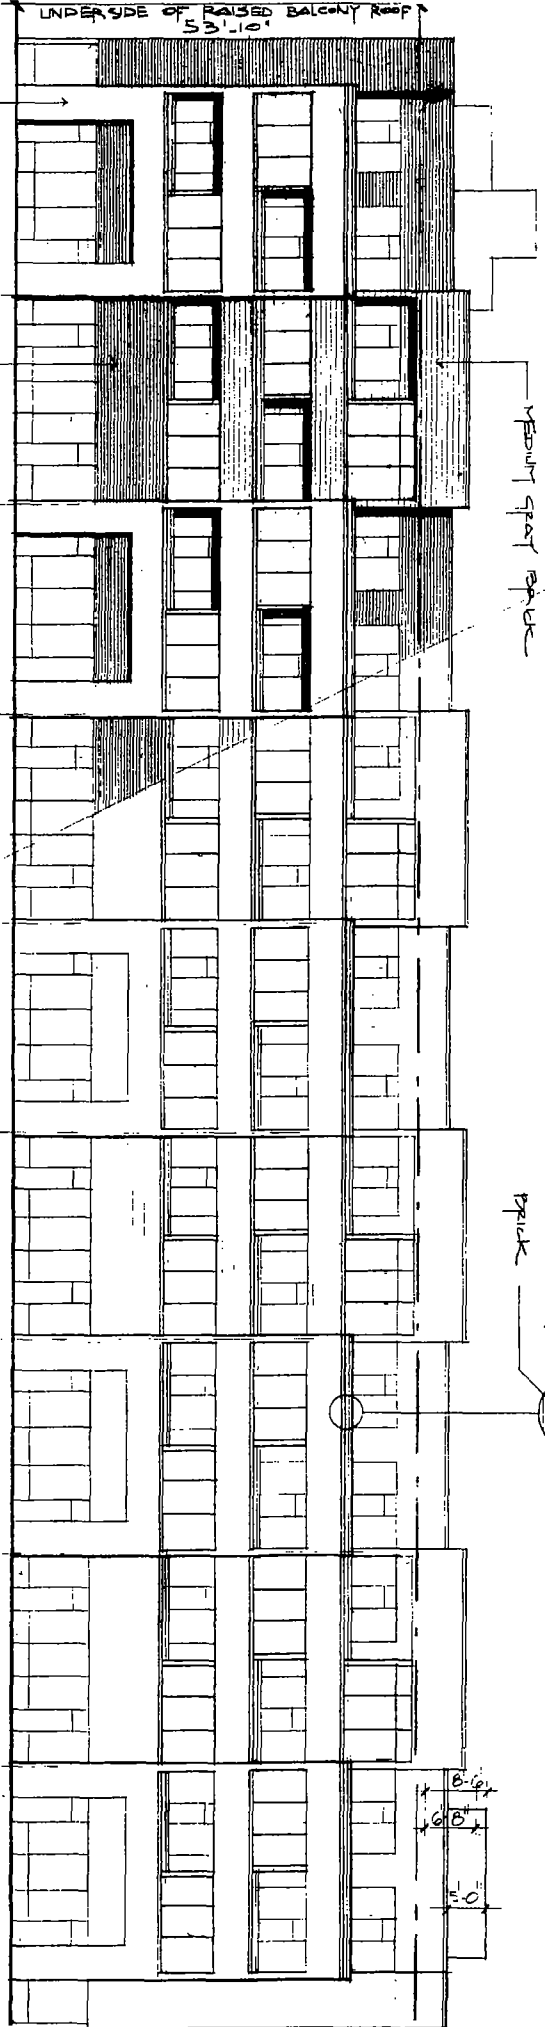 UNDERSIDE OF RAISED BALCONY ROOF
53'-10"
MEDIUM GRAY BRICK
BRICK
8'-6"
6'8"
5'-0"